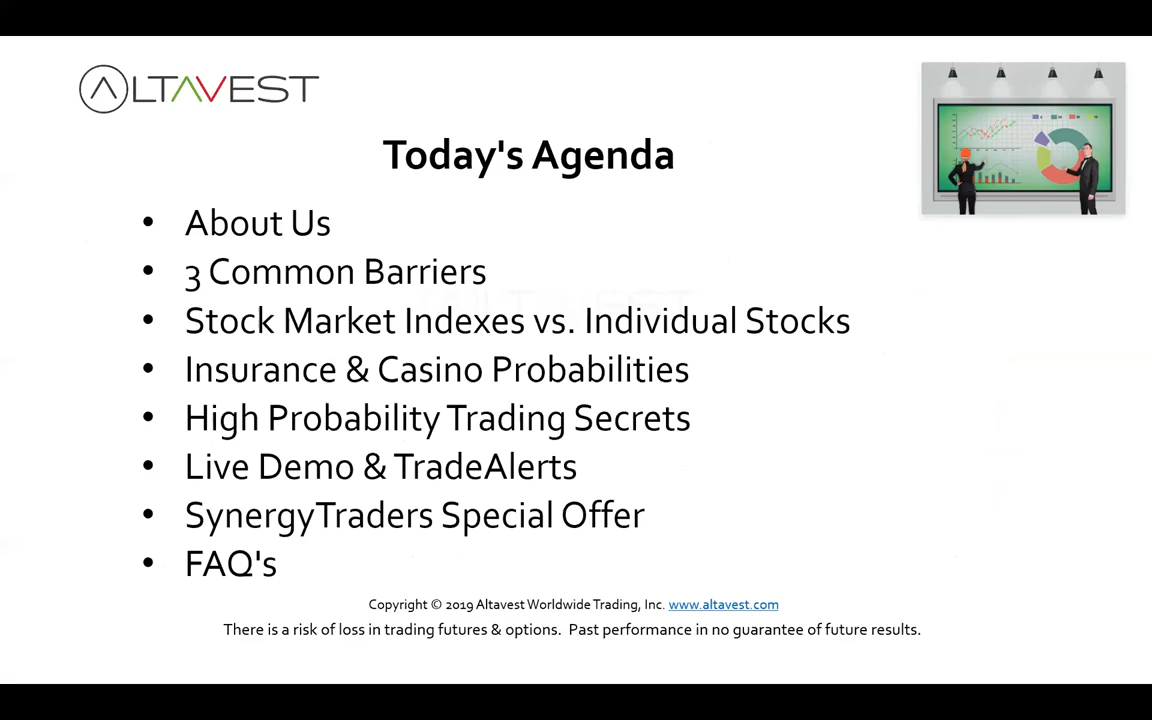 ALTAVEST
Today's Agenda
• About Us
• 3 Common Barriers
• Stock Market Indexes vs. Individual Stocks
• Insurance & Casino Probabilities
• High Probability Trading Secrets
• Live Demo & TradeAlerts
• SynergyTraders Special Offer
• FAQ's
Copyright © 2019 Altavest Worldwide Trading, Inc. www.altavest.com
There is a risk of loss in trading futures & options. Past performance in no guarantee of future results.